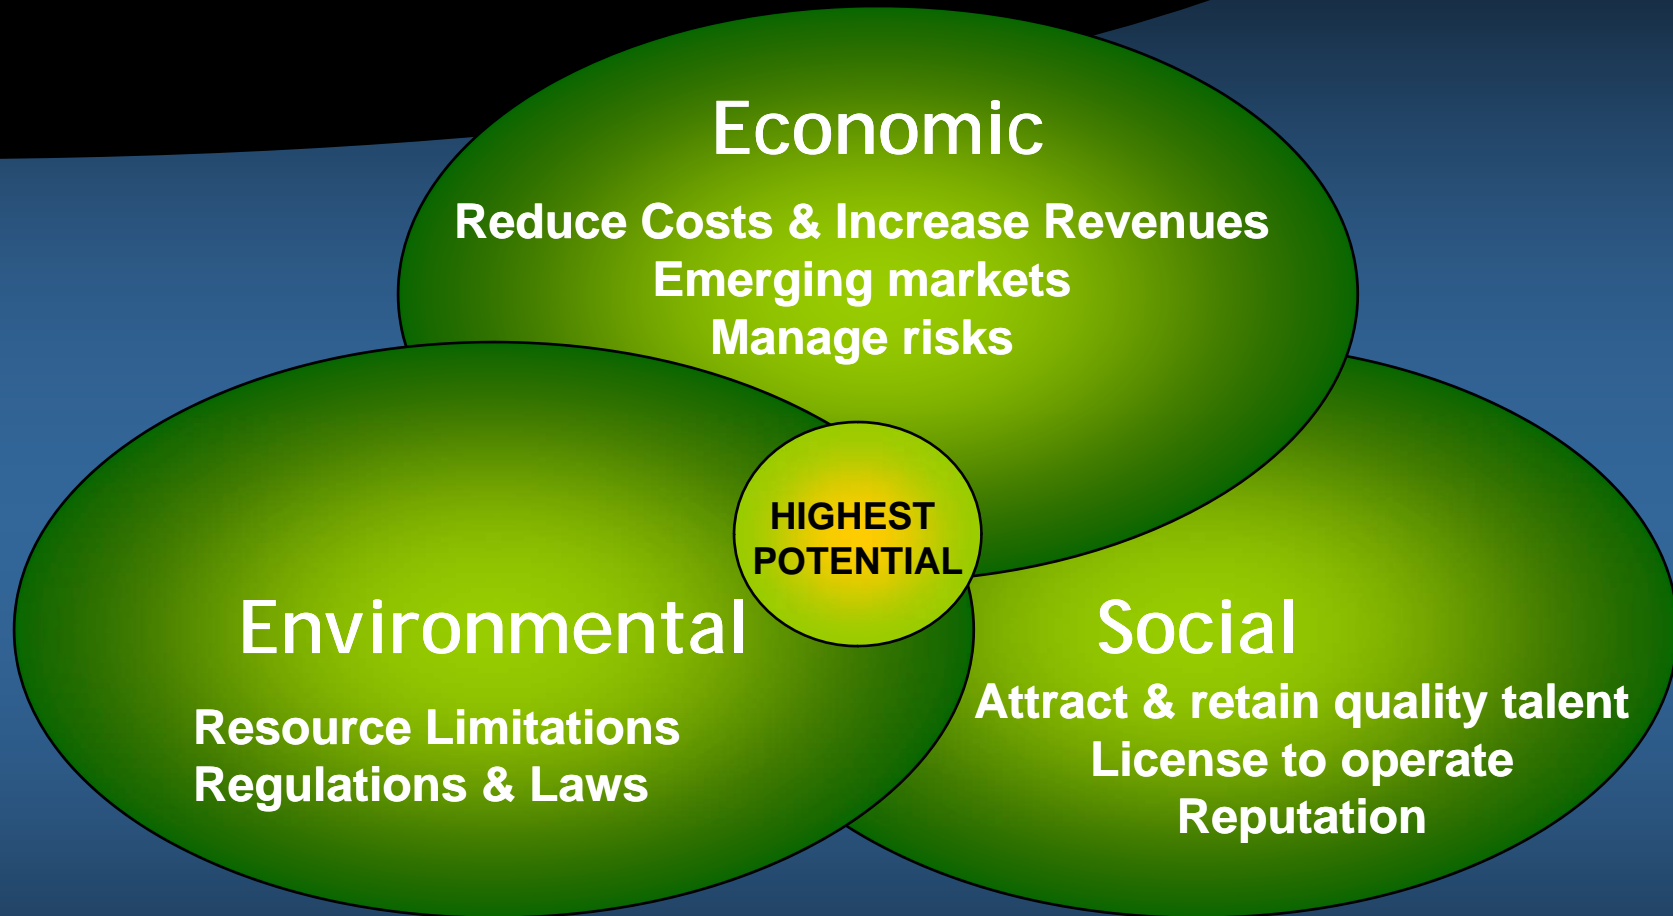 Economic
Reduce Costs & Increase Revenues
Emerging markets
Manage risks
HIGHEST
POTENTIAL
Environmental
Resource Limitations
Regulations & Laws
Social
Attract & retain quality talent
License to operate
Reputation